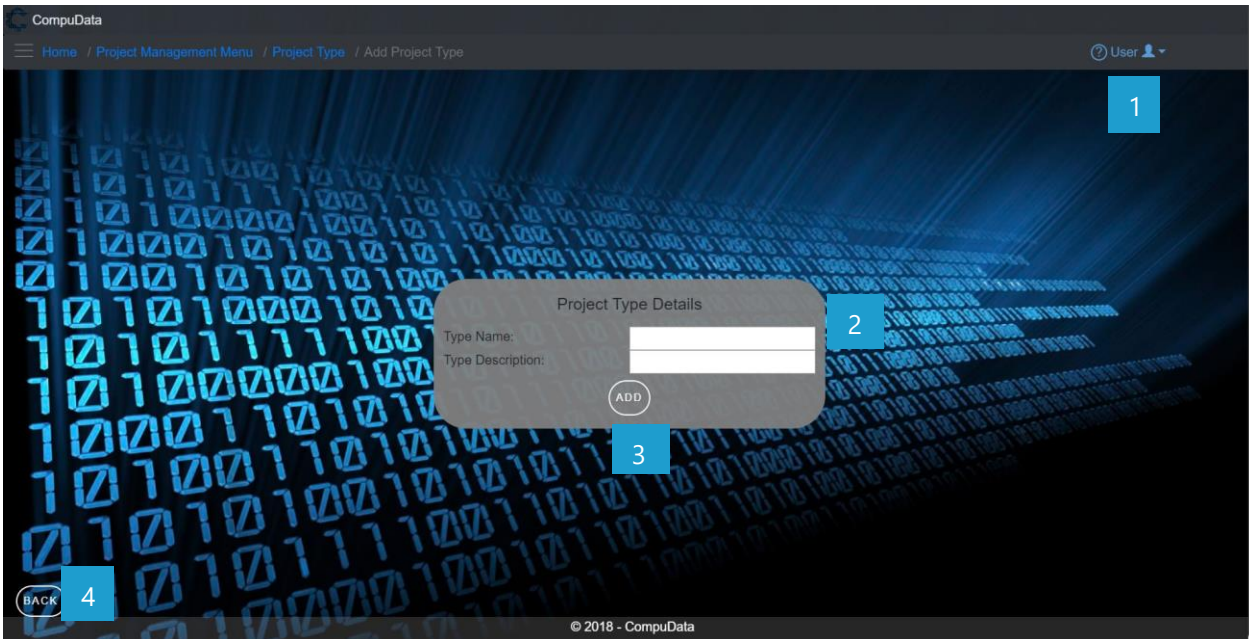 CompuData
Home / Project Management Menu / Project Type / Add Project Type
User
1
Project Type Details
2
Type Name:
Type Description:
ADD
3
BACK
4
© 2018 - CompuData